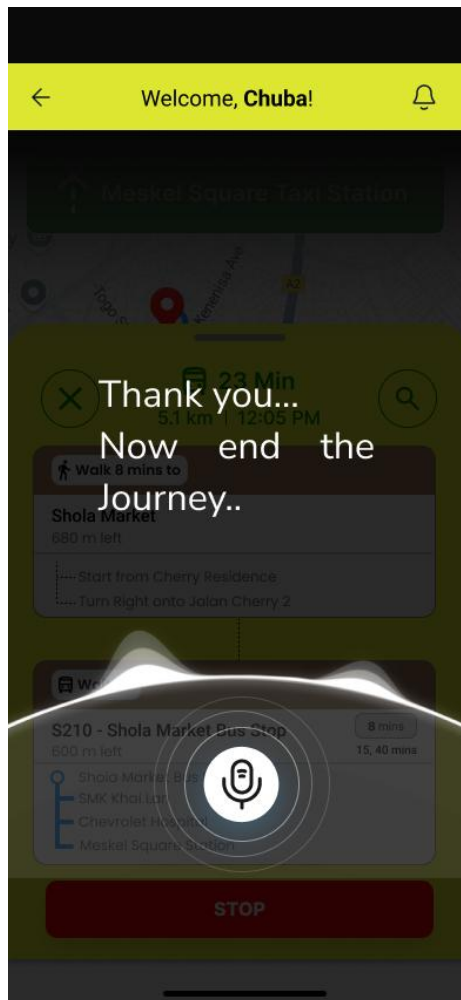 Welcome, Chuba!
Meskel Square Taxi Station
Kenenisa Ave
A2
23 Min
5.1 km | 12:05 PM
Thank you...
Now end the
Journey..
Walk 8 mins to
Shola Market
680 m left
Start from Cherry Residence
Turn Right onto Jalan Cherry 2
S210 - Shola Market Bus Stop
8 mins
600 m left
15, 40 mins
Shola Market Bus
SMK Khai Lar
Chevrolet Hospital
Meskel Square Station
STOP